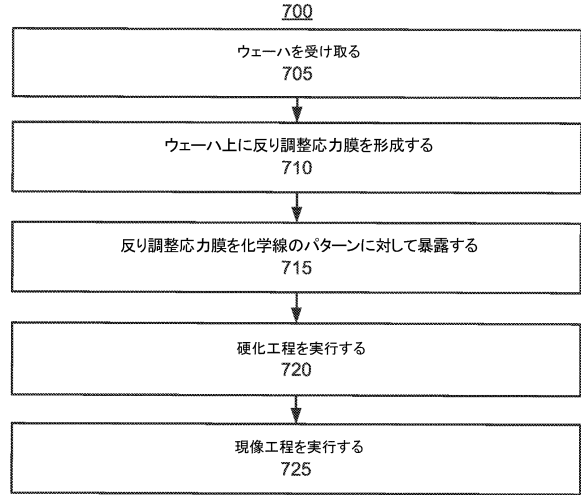 700
ウェーハを受け取る
705
ウェーハ上に反り調整応力膜を形成する
710
反り調整応力膜を化学線のパターンに対して暴露する
715
硬化工程を実行する
720
現像工程を実行する
725